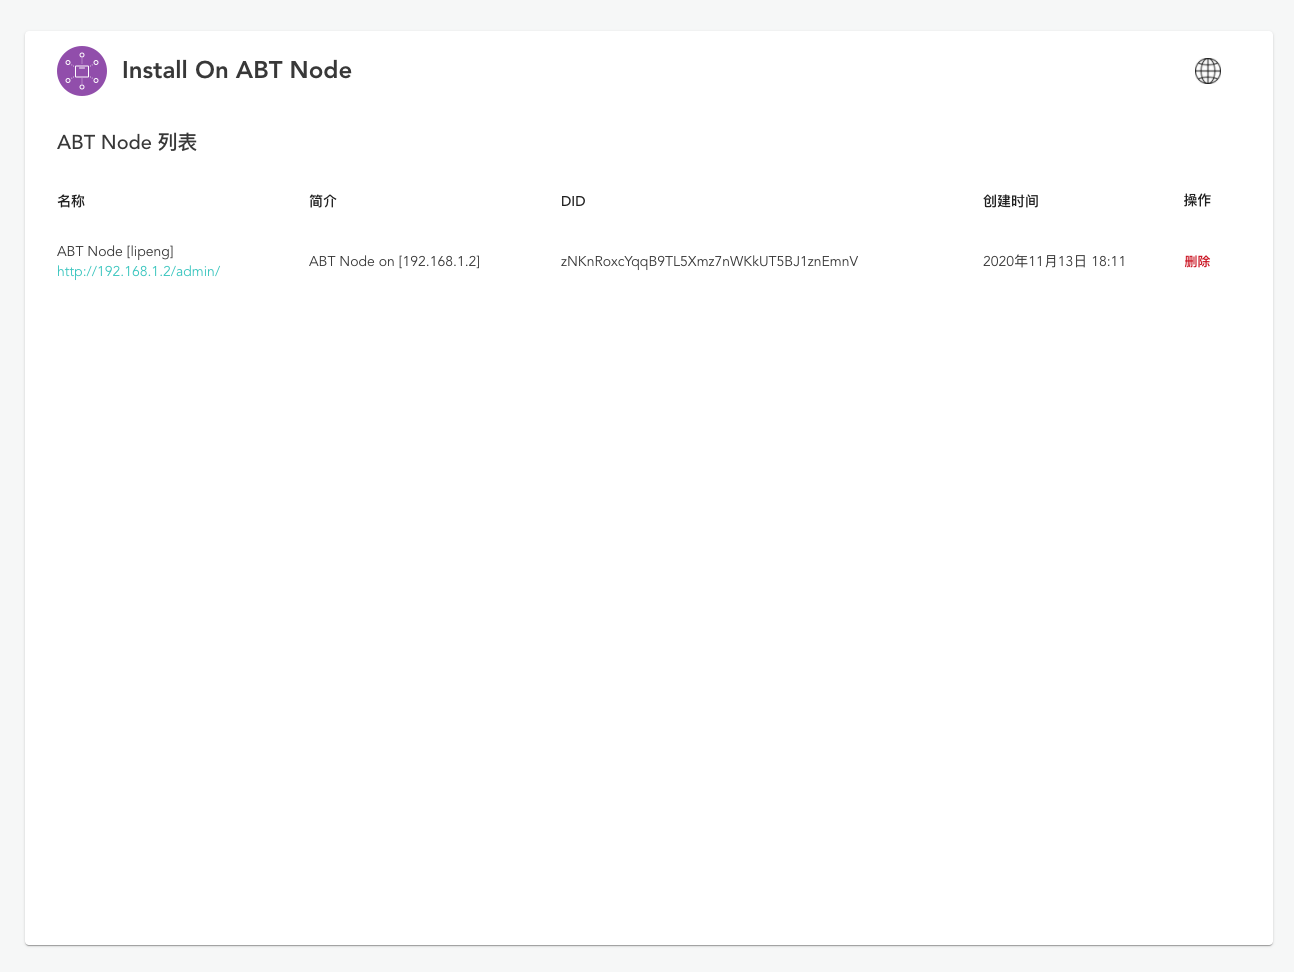 Install On ABT Node
ABT Node 列表
名称 简介 DID 创建时间 操作
ABT Node [lipeng]
http://192.168.1.2/admin/
ABT Node on [192.168.1.2]
zNKnRoxcYqqB9TL5Xmz7nWKkUT5BJ1znEmnV
2020年11月13日 18:11
删除